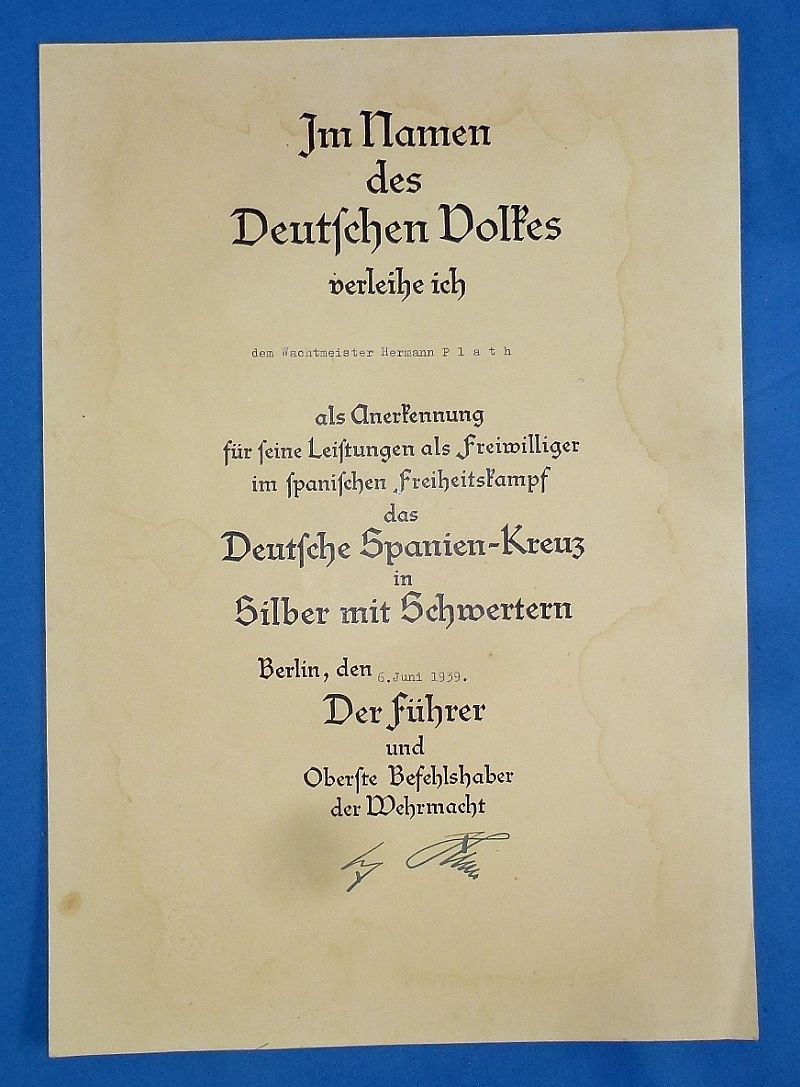 Im Namen
des
Deutſchen Volkes
verleihe ich
dem Wachtmeister Hermann P l a t h
als Anerkennung
für ſeine Leiſtungen als Freiwilliger
im ſpaniſchen Freiheitskampf
das
Deutſche Spanien-Kreuz
in
Silber mit Schwertern
Berlin, den 6.Juni 1939.
Der Führer
und
Oberſte Befehlshaber
der Wehrmacht